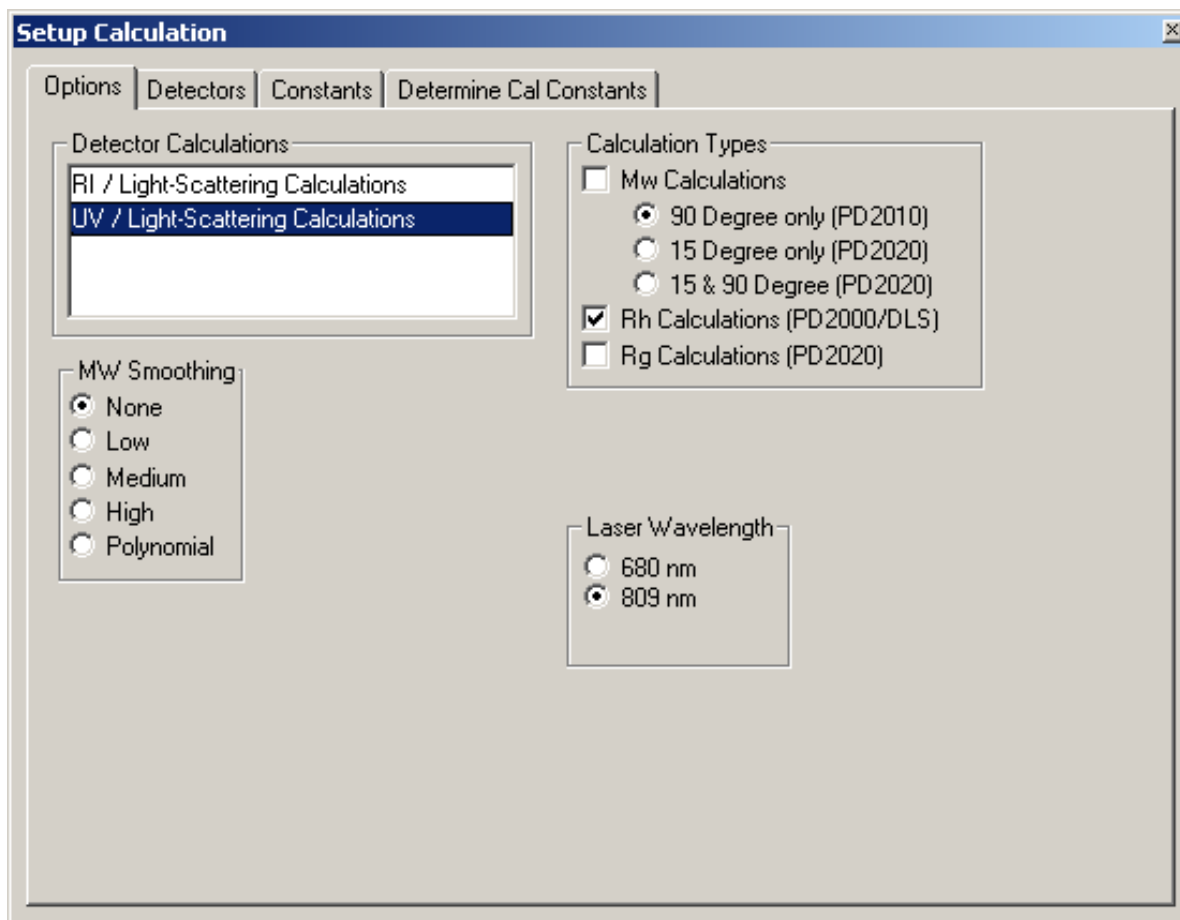 Setup Calculation
Options
Detectors
Constants
Determine Cal Constants
Detector Calculations
RI / Light-Scattering Calculations
UV / Light-Scattering Calculations
Calculation Types
Mw Calculations
90 Degree only (PD2010)
15 Degree only (PD2020)
15 & 90 Degree (PD2020)
Rh Calculations (PD2000/DLS)
Rg Calculations (PD2020)
MW Smoothing
None
Low
Medium
High
Polynomial
Laser Wavelength
680 nm
809 nm